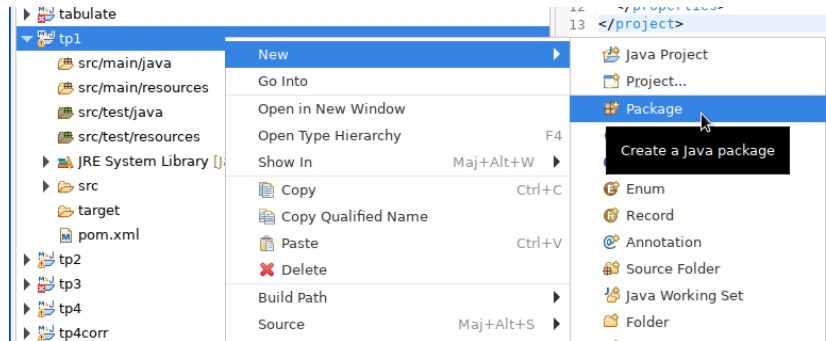 tabulate
12 </properties>
13 </project>
tp1
src/main/java
src/main/resources
src/test/java
src/test/resources
JRE System Library [J
src
target
pom.xml
tp2
tp3
tp4
tp4corr
New
Go Into
Open in New Window
Open Type Hierarchy F4
Show In Maj+Alt+W
Copy Ctrl+C
Copy Qualified Name
Paste Ctrl+V
Delete
Build Path
Source Maj+Alt+S
Java Project
Project...
Package
Create a Java package
Enum
Record
Annotation
Source Folder
Java Working Set
Folder